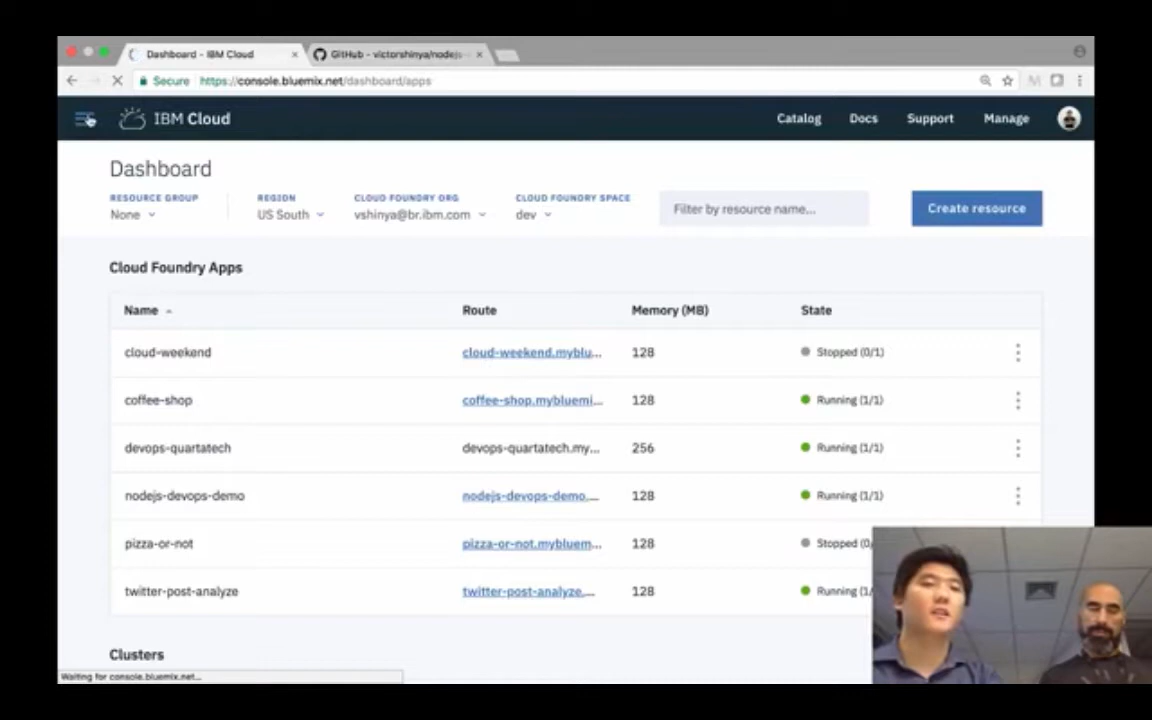 Dashboard - IBM Cloud
GitHub - victorshinya/nodejs-
Secure https://console.bluemix.net/dashboard/apps
IBM Cloud
Catalog Docs Support Manage
Dashboard
RESOURCE GROUP REGION CLOUD FOUNDRY ORG CLOUD FOUNDRY SPACE
None US South vshinya@br.ibm.com dev
Filter by resource name...
Create resource
Cloud Foundry Apps
Name Route Memory (MB) State
cloud-weekend cloud-weekend.myblu... 128 Stopped (0/1)
coffee-shop coffee-shop.mybluemi... 128 Running (1/1)
devops-quartatech devops-quartatech.my... 256 Running (1/1)
nodejs-devops-demo nodejs-devops-demo.... 128 Running (1/1)
pizza-or-not pizza-or-not.mybluem... 128 Stopped (0/
twitter-post-analyze twitter-post-analyze.... 128 Running (1/
Clusters
Waiting for console.bluemix.net...